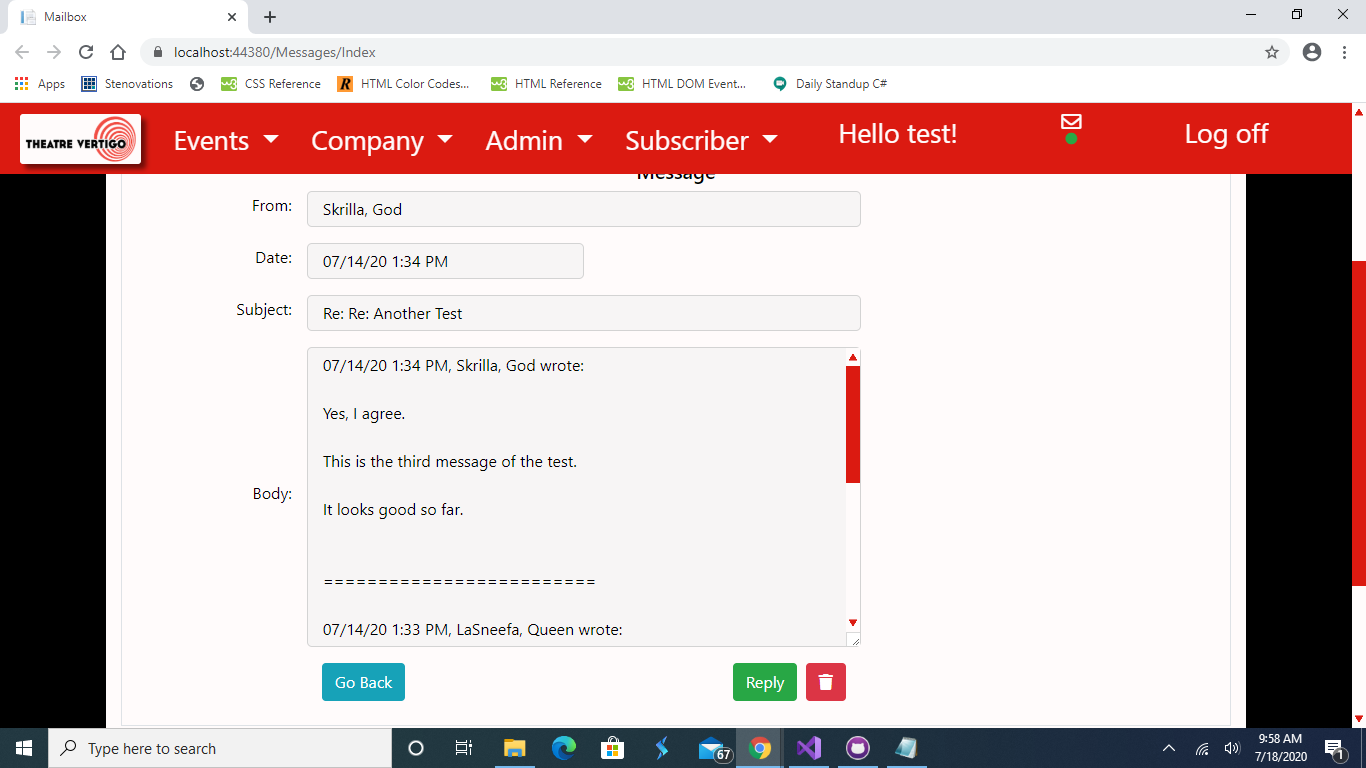 Mailbox
localhost:44380/Messages/Index
Apps Stenovations CSS Reference HTML Color Codes... HTML Reference HTML DOM Event... Daily Standup C#
THEATRE VERTIGO Events Company Admin Subscriber Hello test! Log off
Message
From: Skrilla, God
Date: 07/14/20 1:34 PM
Subject: Re: Re: Another Test
Body:
07/14/20 1:34 PM, Skrilla, God wrote:
Yes, I agree.
This is the third message of the test.
It looks good so far.
=========================
07/14/20 1:33 PM, LaSneefa, Queen wrote:
Go Back Reply
Type here to search
67
9:58 AM
7/18/2020
1